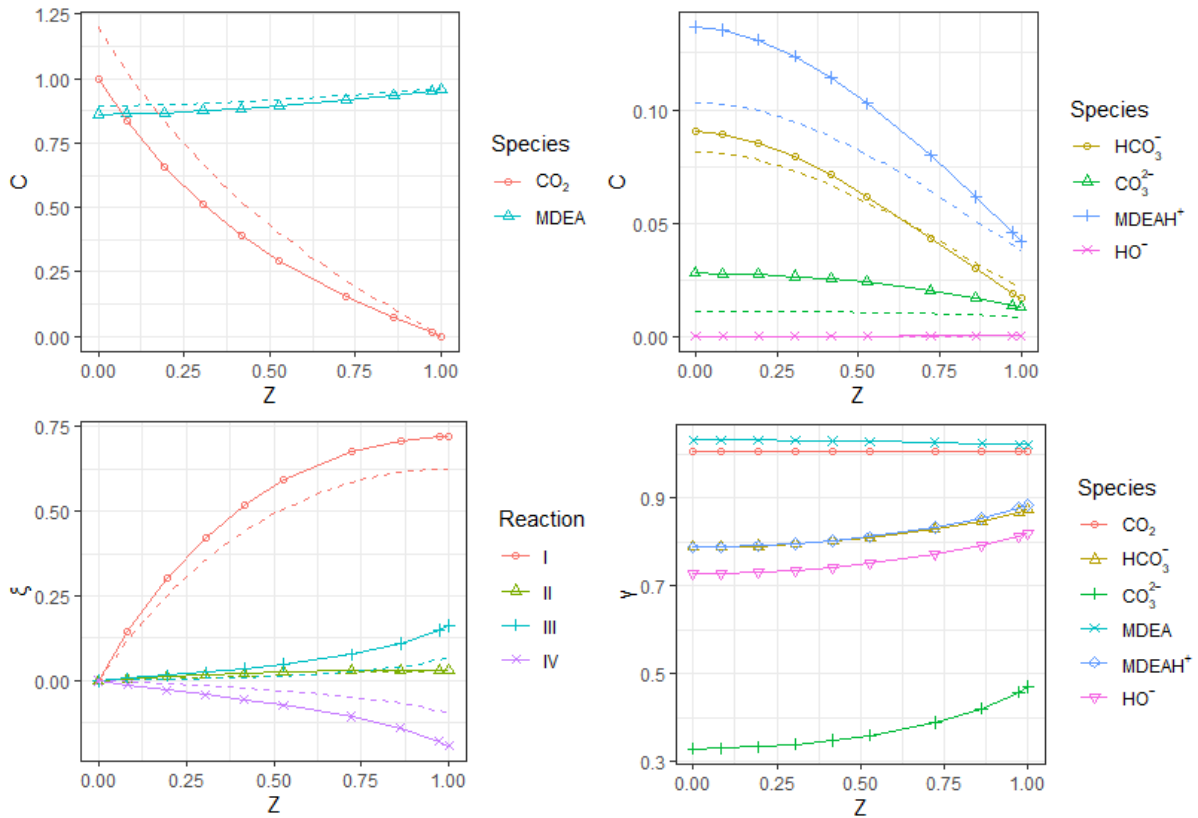 1.25
1.00
0.75
0.50
0.25
0.00
C
0.00 0.25 0.50 0.75 1.00
Z
Species
CO₂
MDEA
0.10
0.05
0.00
C
0.00 0.25 0.50 0.75 1.00
Z
Species
HCO₃⁻
CO₃²⁻
MDEAH⁺
HO⁻
0.75
0.50
0.25
0.00
ξ
0.00 0.25 0.50 0.75 1.00
Z
Reaction
I
II
III
IV
0.9
0.7
0.5
0.3
γ
0.00 0.25 0.50 0.75 1.00
Z
Species
CO₂
HCO₃⁻
CO₃²⁻
MDEA
MDEAH⁺
HO⁻